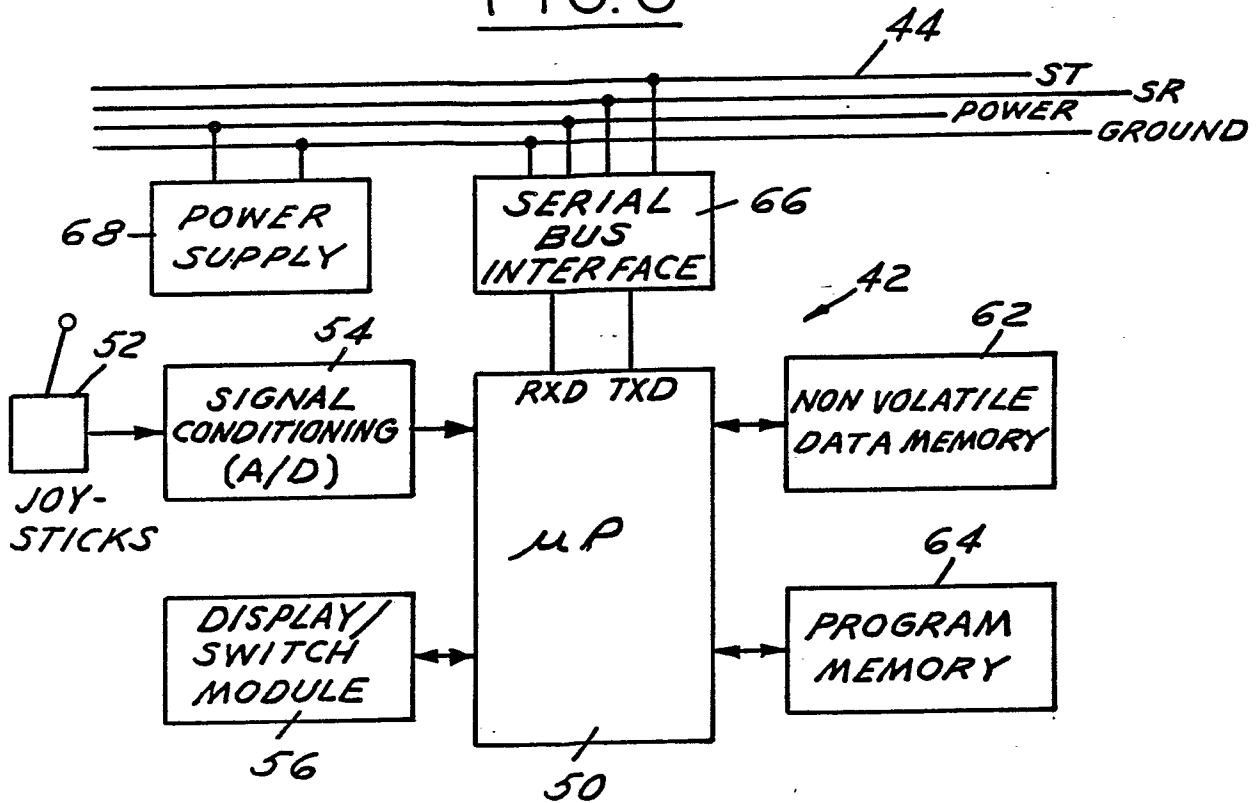 FIG.
44
ST
SR
POWER
GROUND
68
POWER
SUPPLY
SERIAL
BUS
INTERFACE
66
42
52
JOY-
STICKS
54
SIGNAL
CONDITIONING
(A/D)
RXD TXD
μP
50
62
NON VOLATILE
DATA MEMORY
64
PROGRAM
MEMORY
DISPLAY/
SWITCH
MODULE
56